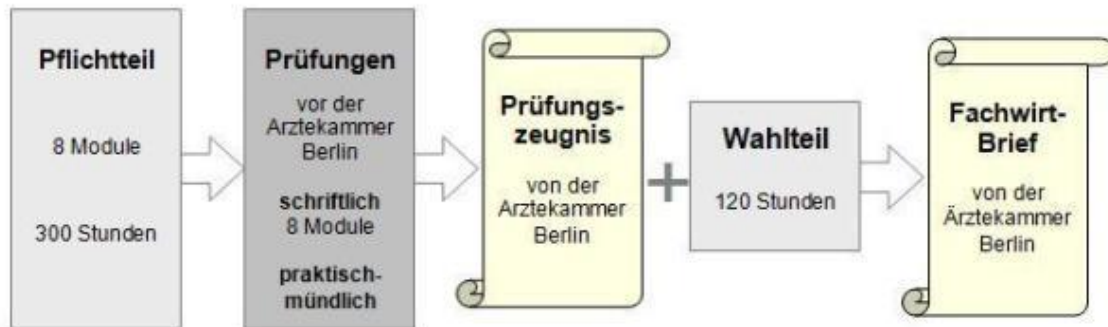 Pflichtteil
8 Module
300 Stunden
Prüfungen
vor der
Arztekammer
Berlin
schriftlich
8 Module
praktisch-
mündlich
Prüfungs-
zeugnis
von der
Arztekammer
Berlin
+
Wahlteil
120 Stunden
Fachwirt-
Brief
von der
Ärztekammer
Berlin